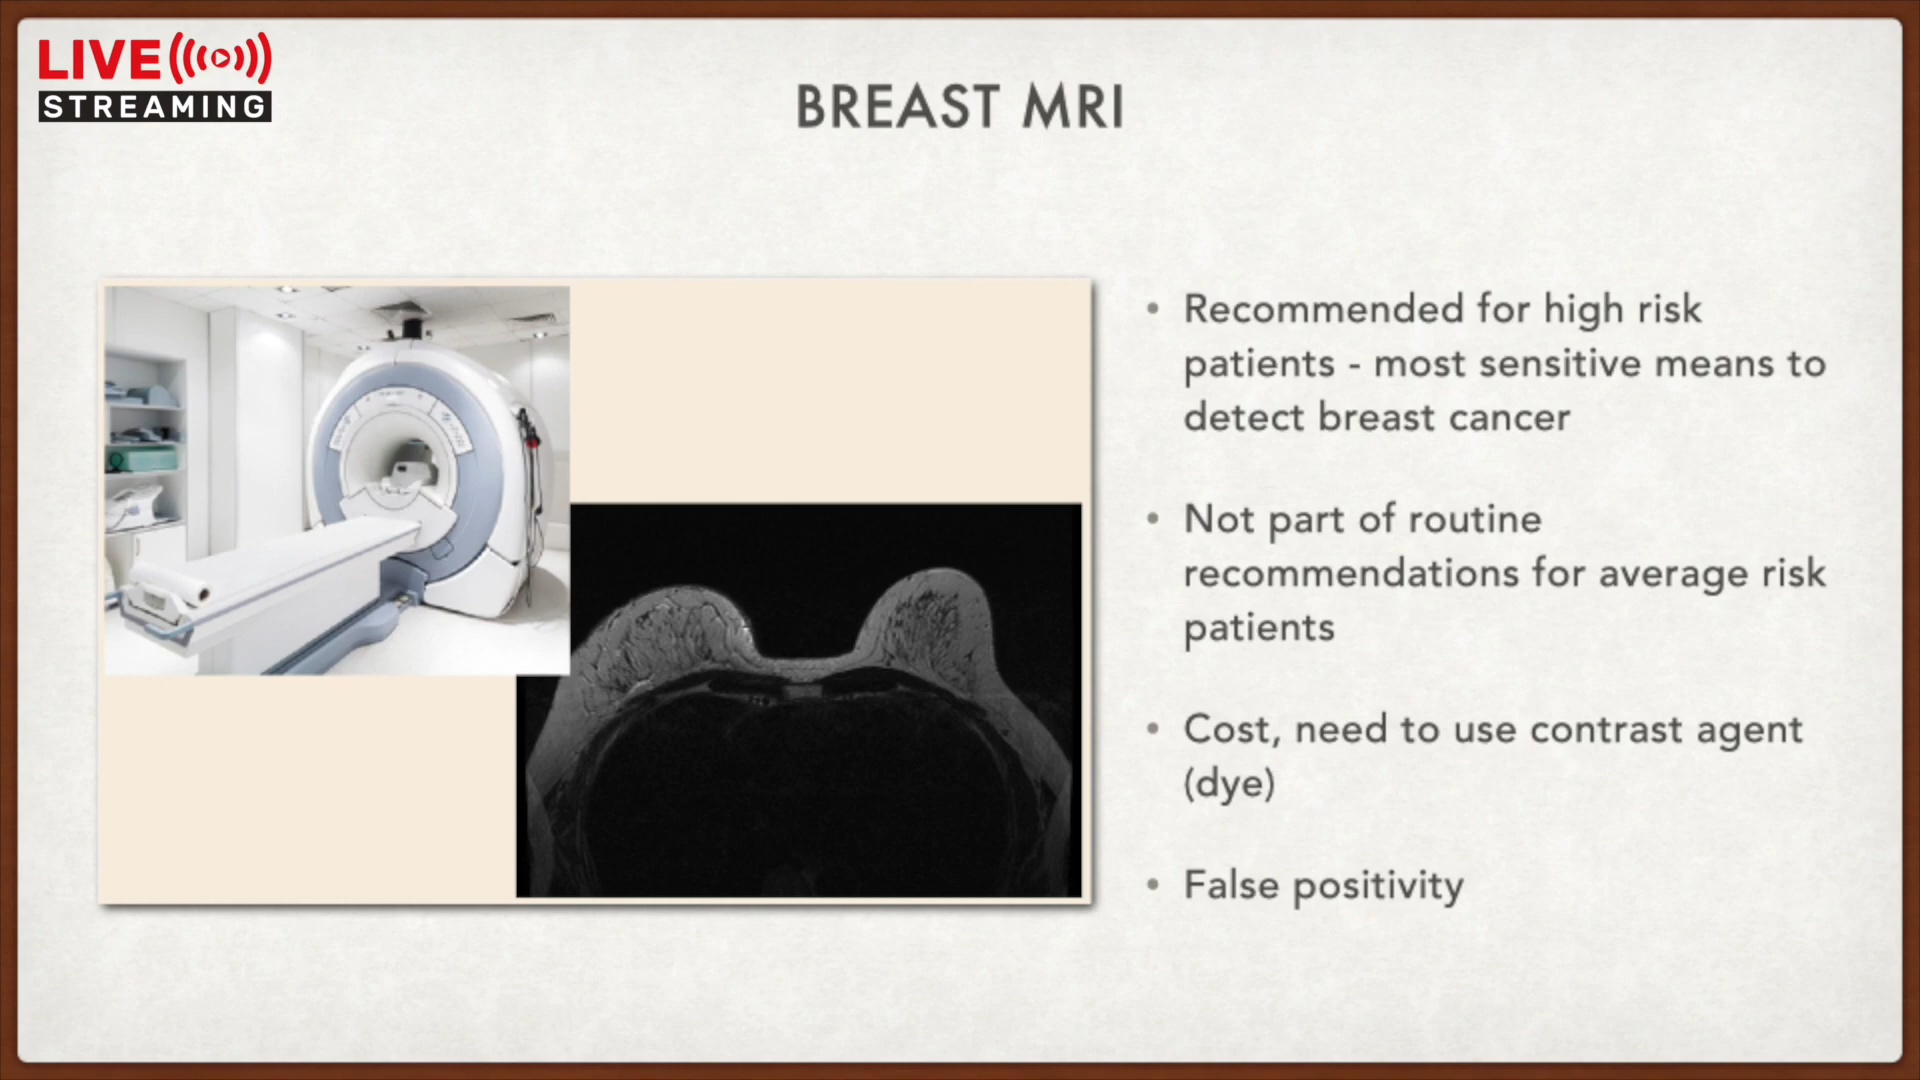 LIVE
STREAMING
BREAST MRI
• Recommended for high risk
patients - most sensitive means to
detect breast cancer
• Not part of routine
recommendations for average risk
patients
• Cost, need to use contrast agent
(dye)
• False positivity